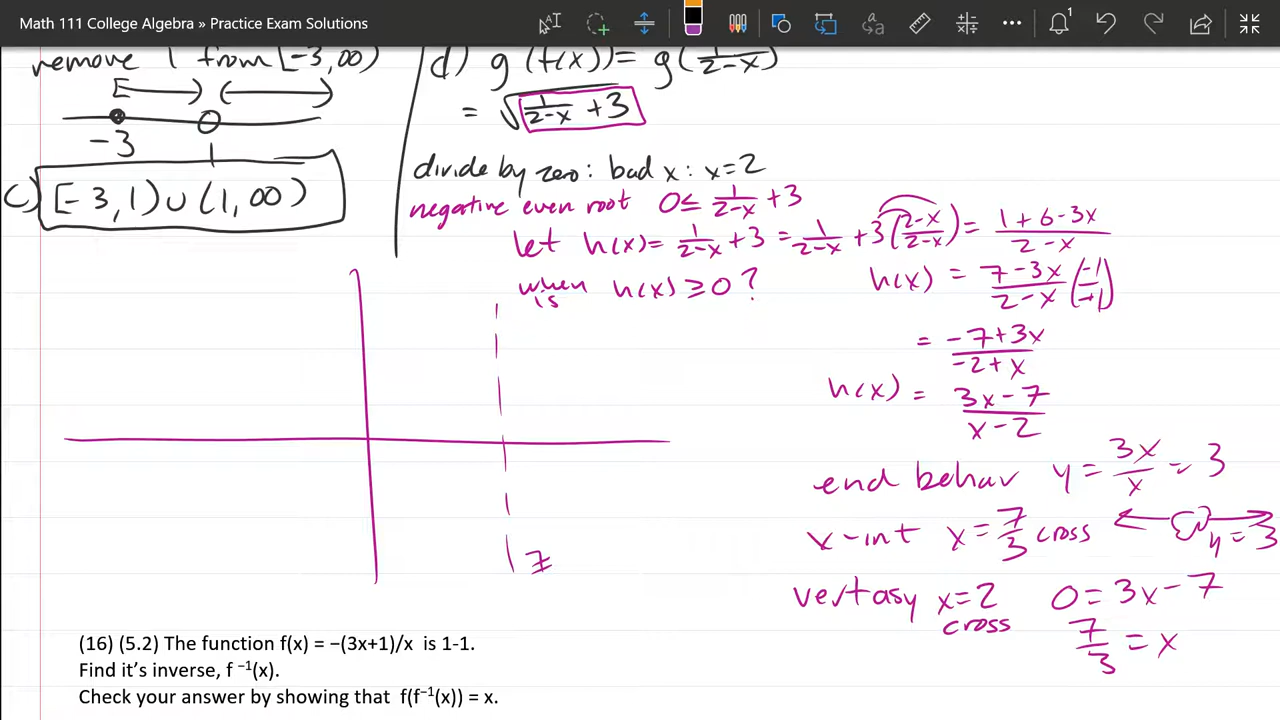 Math 111 College Algebra » Practice Exam Solutions
remove 1 from [-3,∞)
-3
1
c) [-3,1)∪(1,∞)
d) g(f(x)) = g(1/(2-x))
= √(1/(2-x) + 3)
divide by zero: bad x: x=2
negative even root 0 ≤ 1/(2-x) + 3
let h(x) = 1/(2-x) + 3 = 1/(2-x) + 3((2-x)/(2-x)) = (1+6-3x)/(2-x)
when is h(x) ≥ 0?
h(x) = (7-3x)/(2-x) (-1/-1)
= (-7+3x)/(-2+x)
h(x) = (3x-7)/(x-2)
end behav y = 3x/x = 3
x-int x = 7/3 cross
y=3
vert asy x=2 cross
0 = 3x-7
7/3 = x
(16) (5.2) The function f(x) = −(3x+1)/x is 1-1.
Find it's inverse, f ⁻¹(x).
Check your answer by showing that f(f⁻¹(x)) = x.